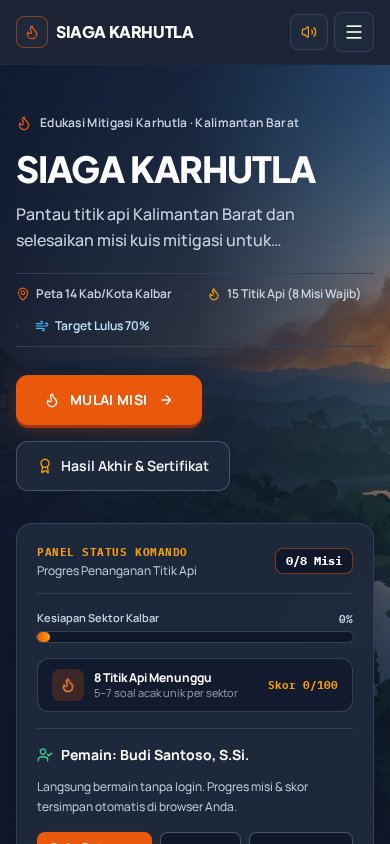 SIAGA KARHUTLA
Edukasi Mitigasi Karhutla · Kalimantan Barat
SIAGA KARHUTLA
Pantau titik api Kalimantan Barat dan
selesaikan misi kuis mitigasi untuk...
Peta 14 Kab/Kota Kalbar · 15 Titik Api (8 Misi Wajib)
· Target Lulus 70%
MULAI MISI →
Hasil Akhir & Sertifikat
PANEL STATUS KOMANDO
0/8 Misi
Progres Penanganan Titik Api
Kesiapan Sektor Kalbar 0%
8 Titik Api Menunggu
Skor 0/100
5–7 soal acak unik per sektor
Pemain: Budi Santoso, S.Si.
Langsung bermain tanpa login. Progres misi & skor
tersimpan otomatis di browser Anda.